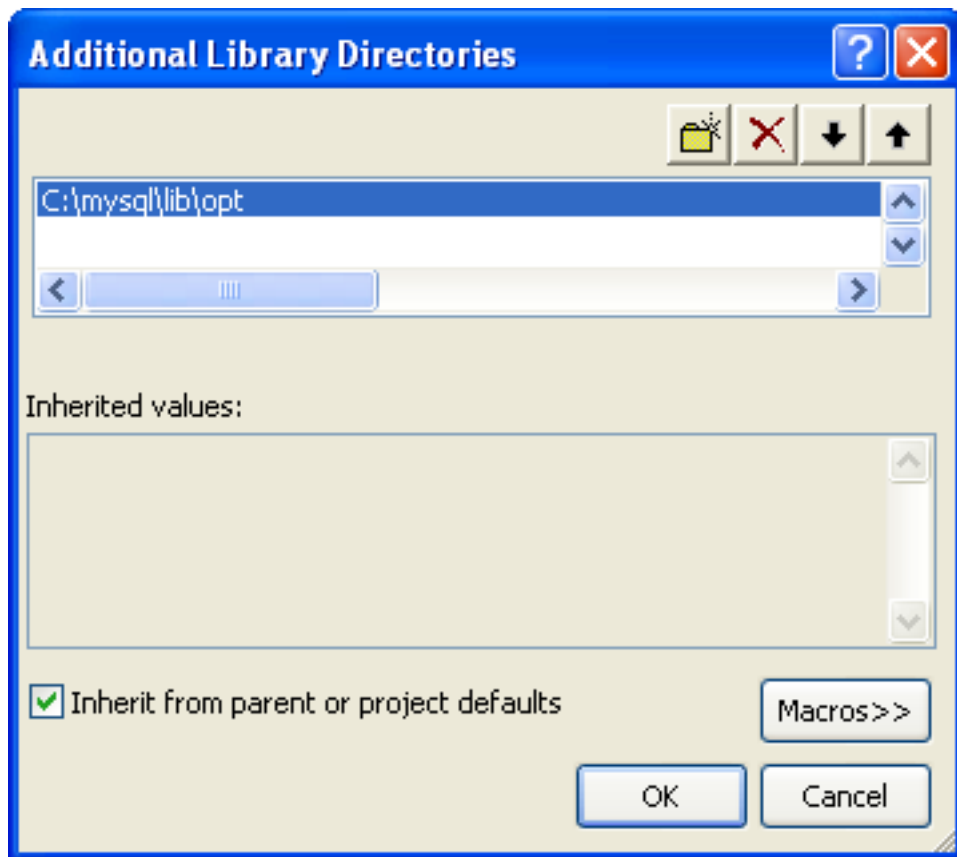 Additional Library Directories
C:\mysql\lib\opt
Inherited values:
Inherit from parent or project defaults
Macros>>
OK
Cancel